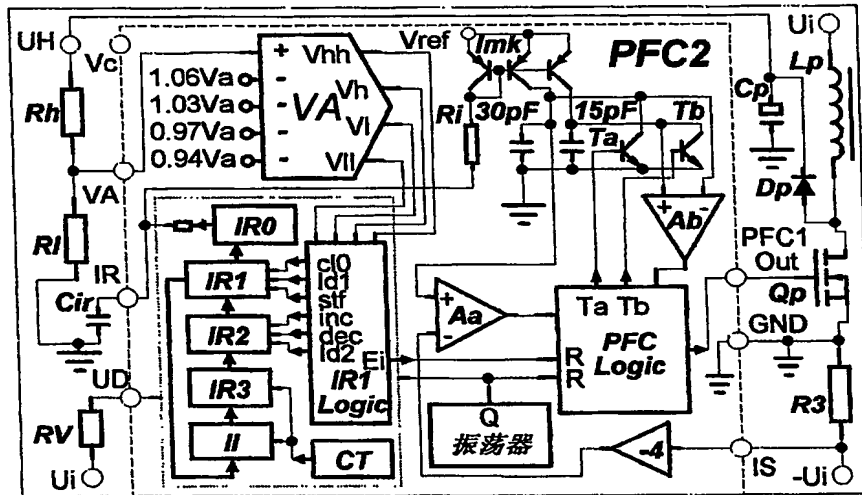 UH
Vc
Rh
1.06Va
1.03Va
0.97Va
0.94Va
+
-
-
-
-
VA
Vhh
Vh
Vl
Vll
Vref
Imk
PFC2
Ui
Lp
Cp
Ri
30pF
15pF
Ta
Tb
VA
Rl
IR
Cir
IR0
IR1
IR2
IR3
II
CT
cl0
ld1
stf
inc
dec
ld2
Ei
IR1
Logic
+
-
Aa
+
-
Ab
Dp
PFC1
Out
Qp
Ta Tb
PFC
Logic
R
R
GND
UD
RV
Ui
Q
振荡器
-4
R3
IS
-Ui